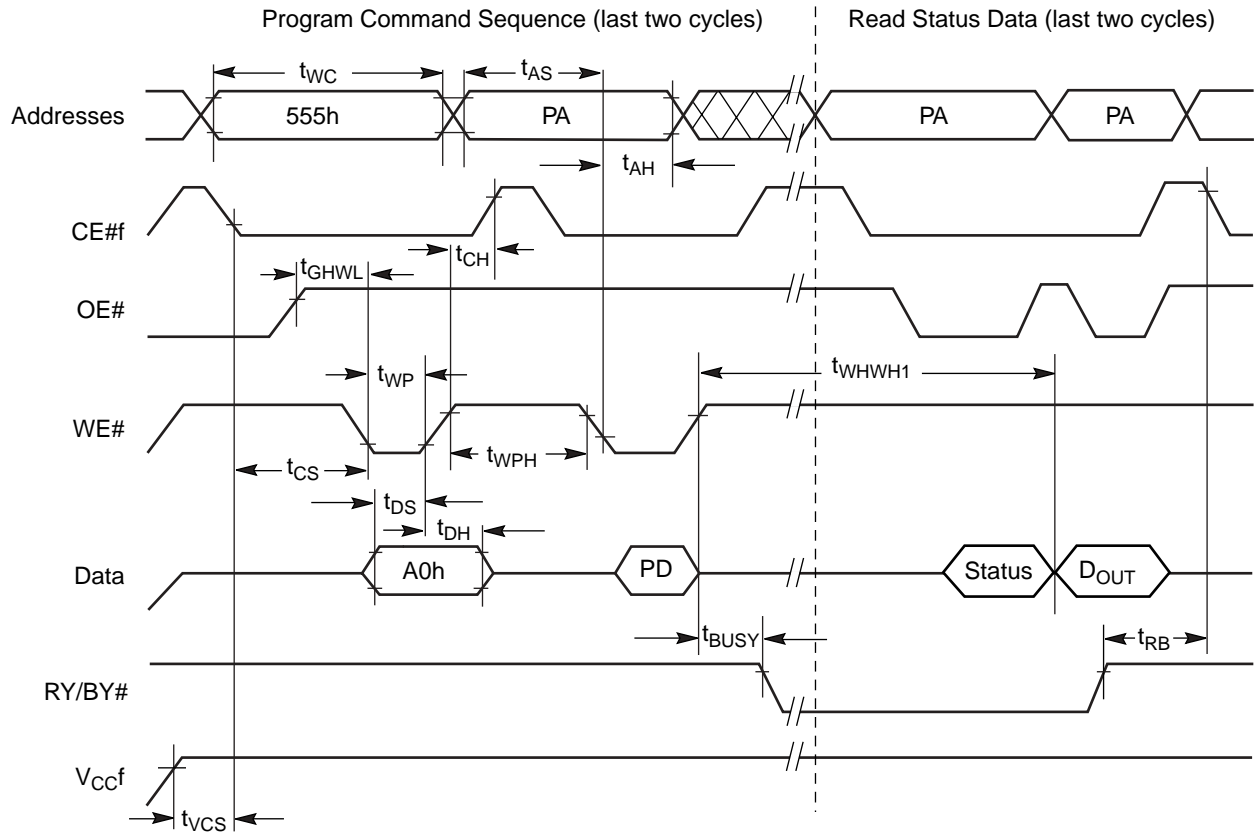 Program Command Sequence (last two cycles)
Read Status Data (last two cycles)
tWC
tAS
Addresses
555h
PA
PA
PA
tAH
CE#f
tCH
tGHWL
OE#
tWP
tWHWH1
WE#
tWPH
tCS
tDS
tDH
Data
A0h
PD
Status
DOUT
tBUSY
tRB
RY/BY#
VCCf
tVCS